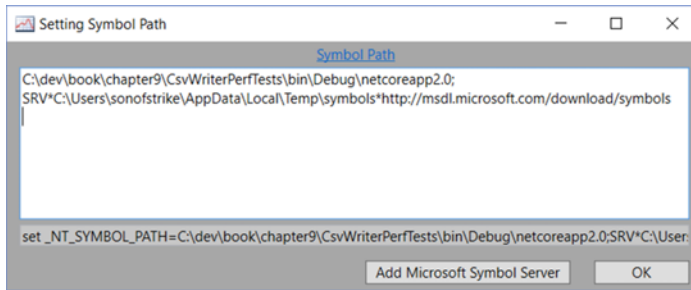 Setting Symbol Path
Symbol Path
C:\dev\book\chapter9\CsvWriterPerfTests\bin\Debug\netcoreapp2.0;
SRV*C:\Users\sonofstrike\AppData\Local\Temp\symbols*http://msdl.microsoft.com/download/symbols
set _NT_SYMBOL_PATH=C:\dev\book\chapter9\CsvWriterPerfTests\bin\Debug\netcoreapp2.0;SRV*C:\User
Add Microsoft Symbol Server OK